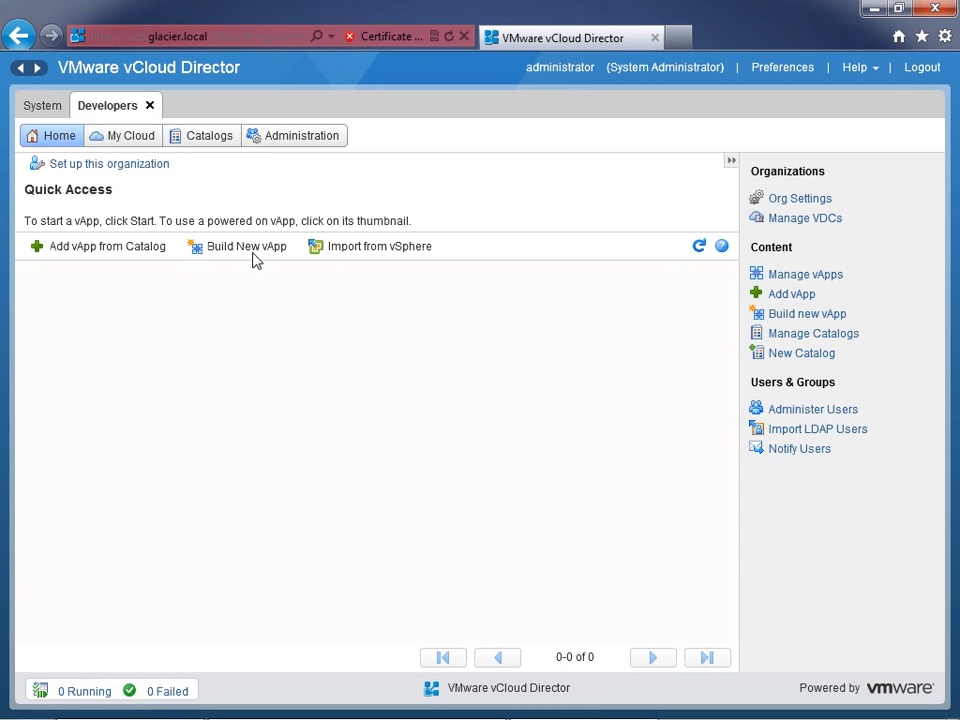 glacier.local
Certificate ...
VMware vCloud Director
VMware vCloud Director
administrator (System Administrator) | Preferences | Help | Logout
System
Developers
Home
My Cloud
Catalogs
Administration
Set up this organization
Quick Access
To start a vApp, click Start. To use a powered on vApp, click on its thumbnail.
Add vApp from Catalog
Build New vApp
Import from vSphere
Organizations
Org Settings
Manage VDCs
Content
Manage vApps
Add vApp
Build new vApp
Manage Catalogs
New Catalog
Users & Groups
Administer Users
Import LDAP Users
Notify Users
0-0 of 0
0 Running
0 Failed
VMware vCloud Director
Powered by vmware